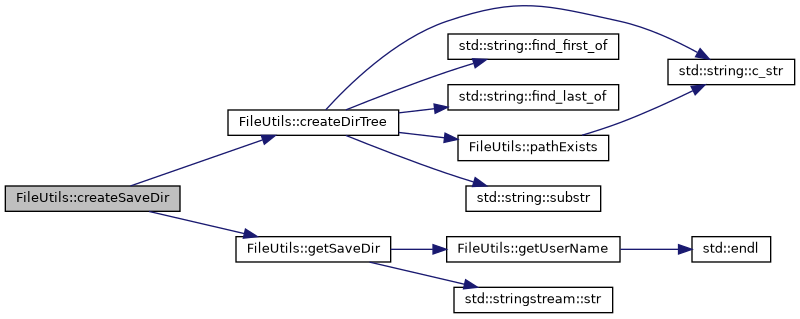 std::string::find_first_of
std::string::c_str
std::string::find_last_of
FileUtils::createDirTree
FileUtils::pathExists
FileUtils::createSaveDir
std::string::substr
FileUtils::getSaveDir
FileUtils::getUserName
std::endl
std::stringstream::str